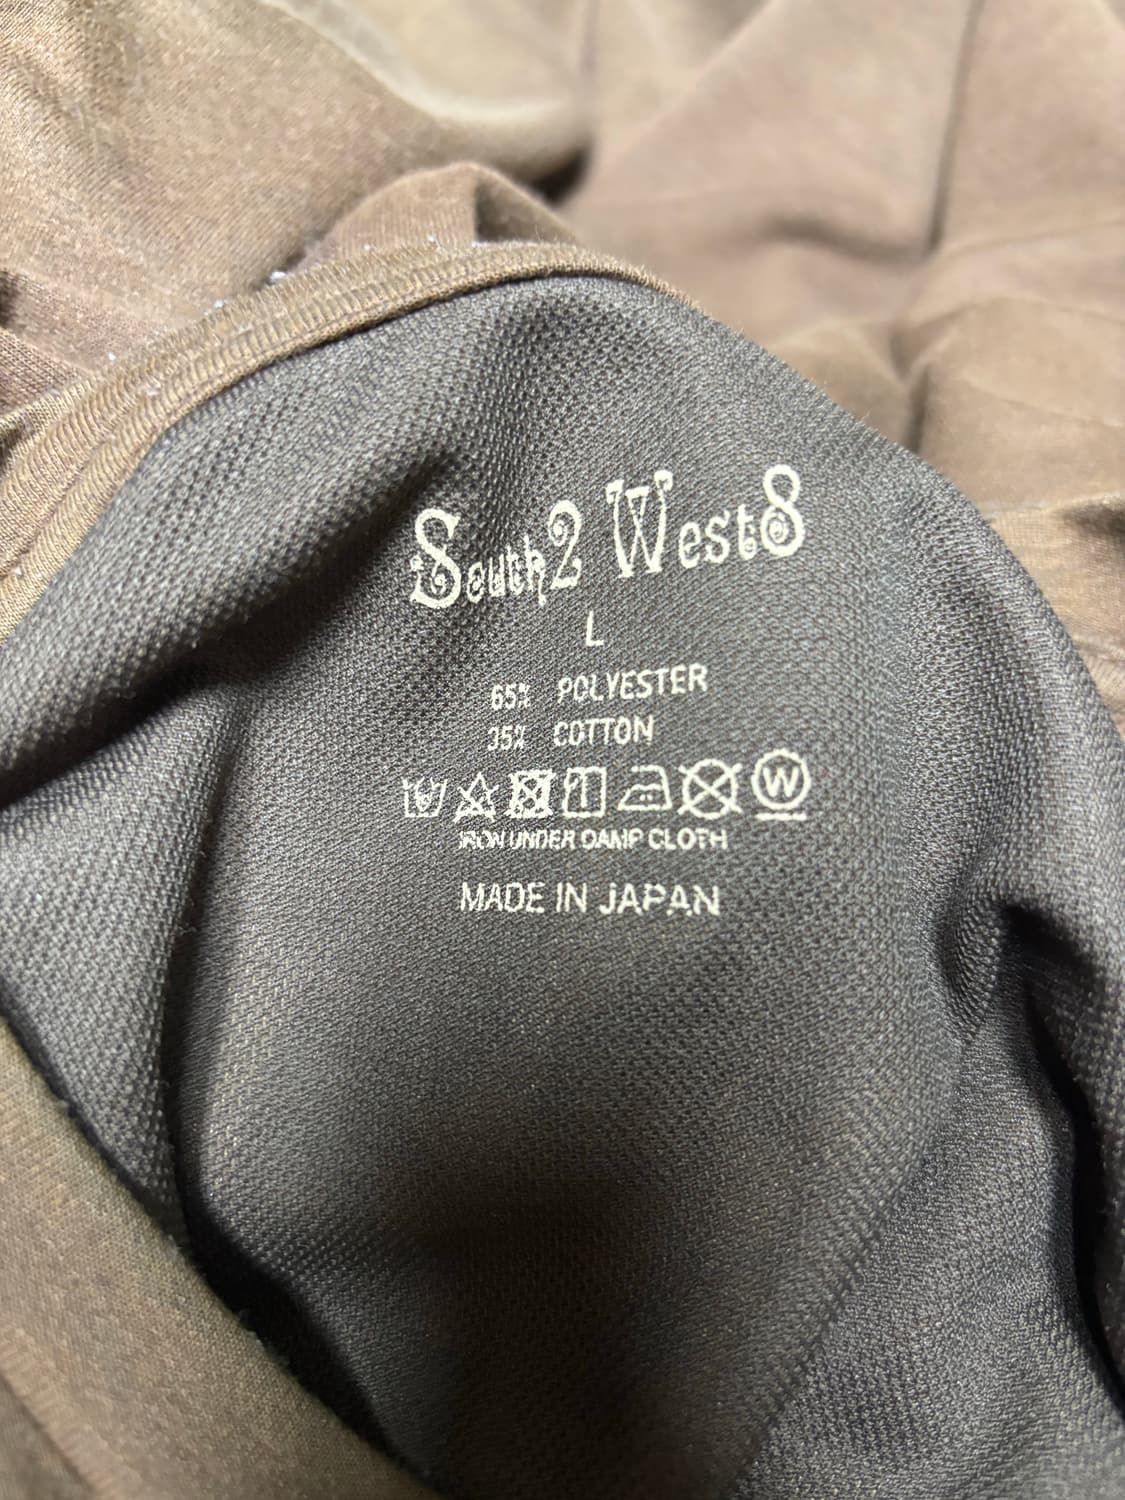 South2 West8
L
65% POLYESTER
35% COTTON
W
IRON UNDER DAMP CLOTH
MADE IN JAPAN